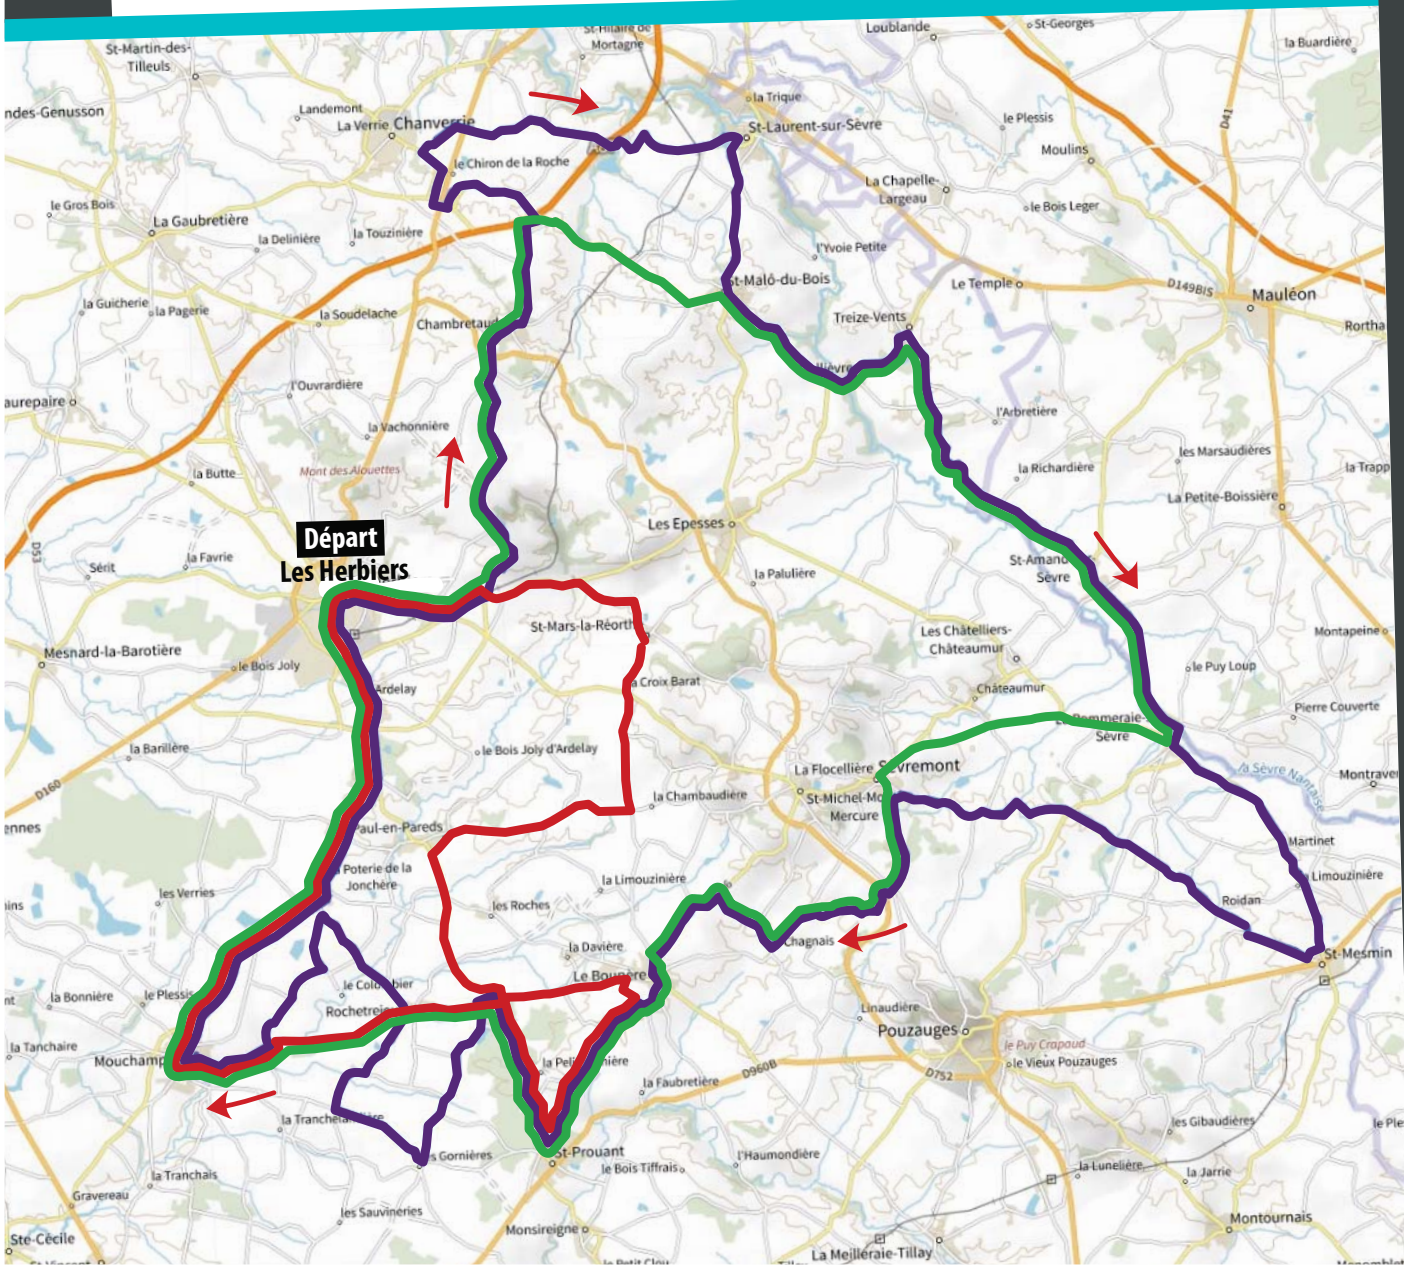 St-Martin-des-
Tilleuls
St-Hilaire de
Mortagne
Loublande
St-Georges
la Buardière
ndes-Genusson
Landemont
La Verrie
Chanverrie
la Trique
St-Laurent-sur-Sèvre
le Plessis
D41
Moulins
le Chiron de la Roche
La Chapelle-
Largeau
le Bois Leger
le Gros Bois
La Gaubretière
la Delinière
la Touzinière
l'Yvoie Petite
St-Malô-du-Bois
Le Temple
D149BIS
Mauléon
la Guicherie
la Pagerie
la Soudelache
Chambretaud
Treize-Vents
Rortha
l'Ouvrardière
aurepaire
l'Arbretière
la Vachonnière
la Butte
Mont des Alouettes
les Marsaudières
la Richardière
la Trapp
La Petite-Boissière
Les Epesses
Départ
Les Herbiers
D53
Sérit
la Favrie
St-Amand-
Sèvre
la Palulière
St-Mars-la-Réorthe
Les Châtelliers-
Châteaumur
Montapeine
Mesnard-la-Barotière
le Bois Joly
le Puy Loup
Ardelay
la Croix Barat
Châteaumur
Pierre Couverte
La Pommeraie-
Sèvre
la Barilière
le Bois Joly d'Ardelay
La Flocellière
Sèvremont
la Sèvre Nantaise
Montraver
D160
la Chambaudière
St-Michel-Mo
Mercure
ennes
Paul-en-Pareds
Martinet
la Poterie de la
Jonchère
les Verries
la Limouzinière
Limouzinière
les Roches
Roidan
la Davière
Chagnais
St-Mesmin
Le Boupère
la Bonnière
le Plessis
le Colombier
Rochetrejoux
Linaudière
Pouzauges
la Tanchaire
Mouchamps
le Puy Crapaud
le Vieux Pouzauges
D960B
D752
la Faubretière
les Gibaudières
les Gornières
St-Prouant
le Bois Tiffrais
l'Haumondière
la Lunelière
la Jarrie
la Tranchais
Gravereau
les Sauvineries
Monsireigne
Montournais
Ste-Cécile
La Meilleraie-Tillay